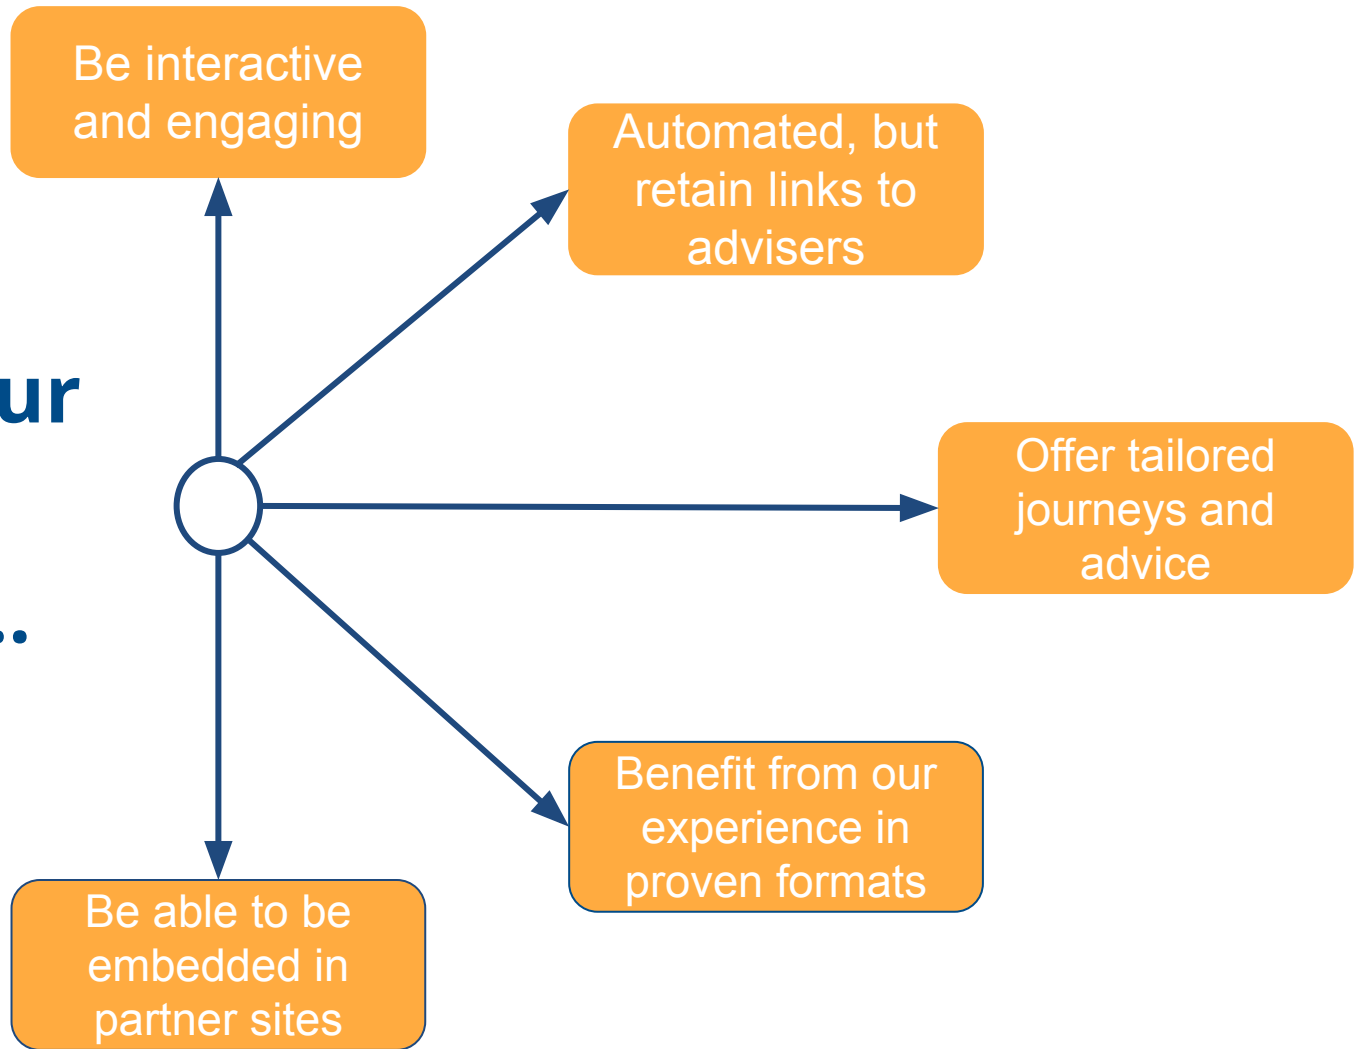 Be interactive
and engaging
Automated, but
retain links to
advisers
ur
Offer tailored
journeys and
advice
..
Benefit from our
experience in
proven formats
Be able to be
embedded in
partner sites